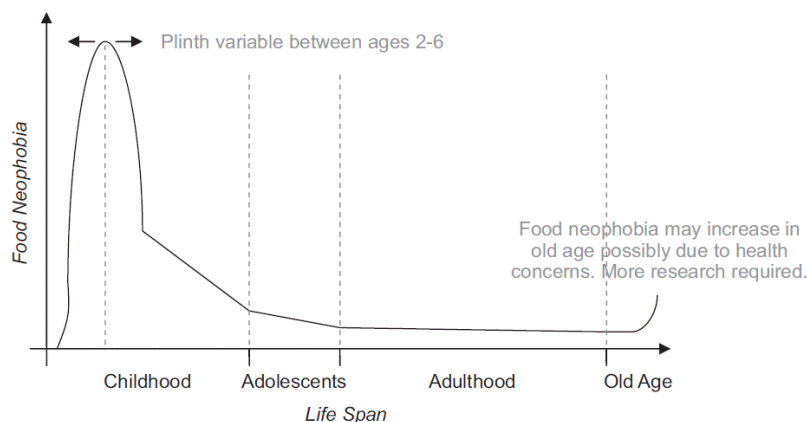 Plinth variable between ages 2-6
Food Neophobia
Food neophobia may increase in
old age possibly due to health
concerns. More research required.
Childhood
Adolescents
Adulthood
Old Age
Life Span